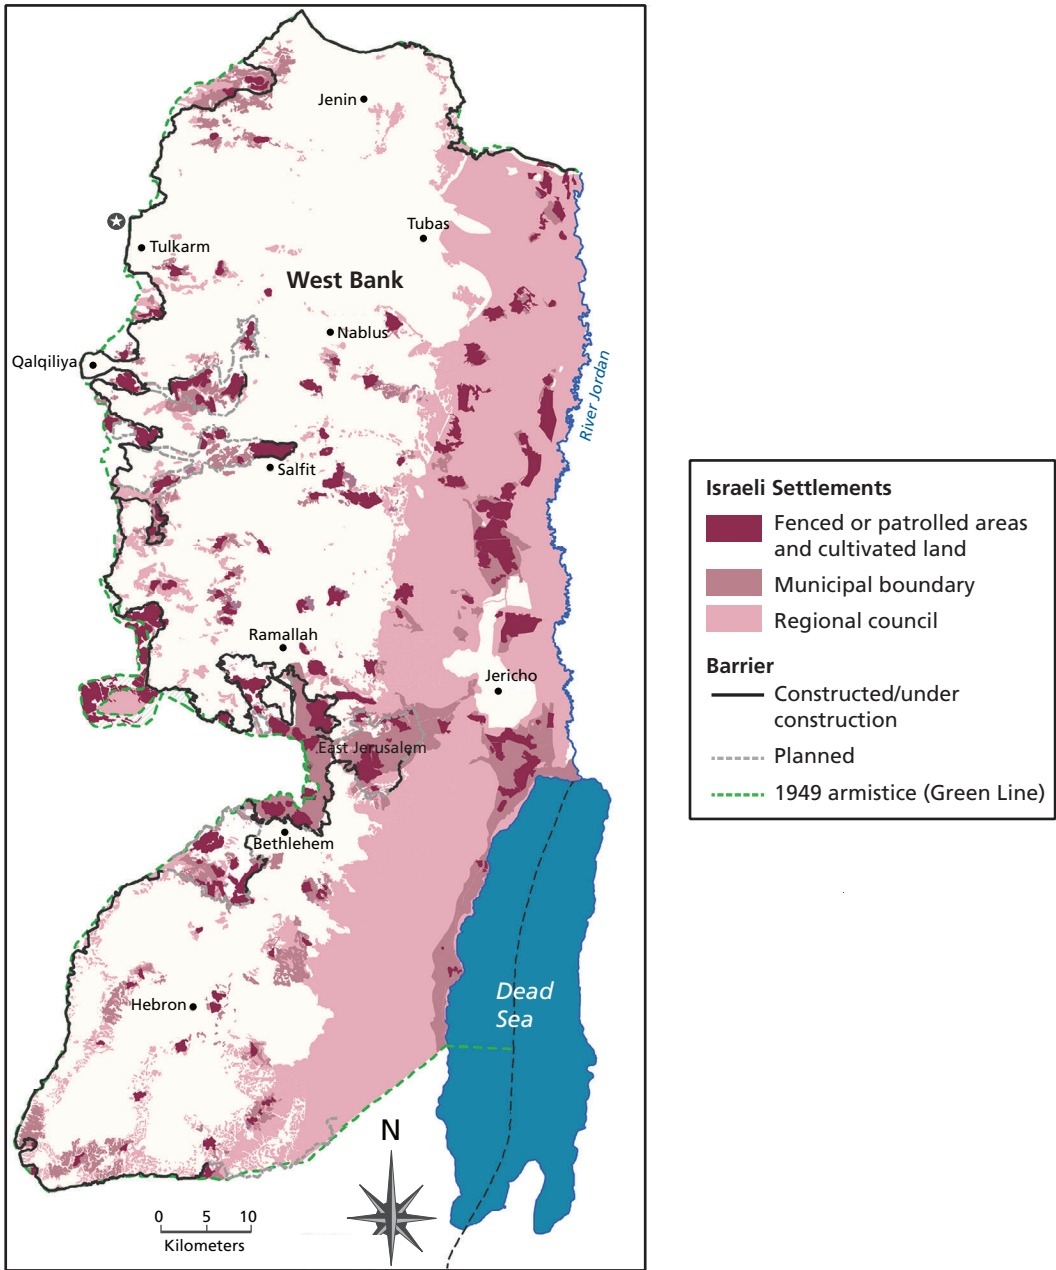 Jenin
Tubas
Tulkarm
West Bank
Nablus
Qalqiliya
River Jordan
Salfit
Ramallah
Jericho
East Jerusalem
Bethlehem
Dead
Sea
Hebron
N
0 5 10
Kilometers
Israeli Settlements
Fenced or patrolled areas
and cultivated land
Municipal boundary
Regional council
Barrier
Constructed/under
construction
Planned
1949 armistice (Green Line)